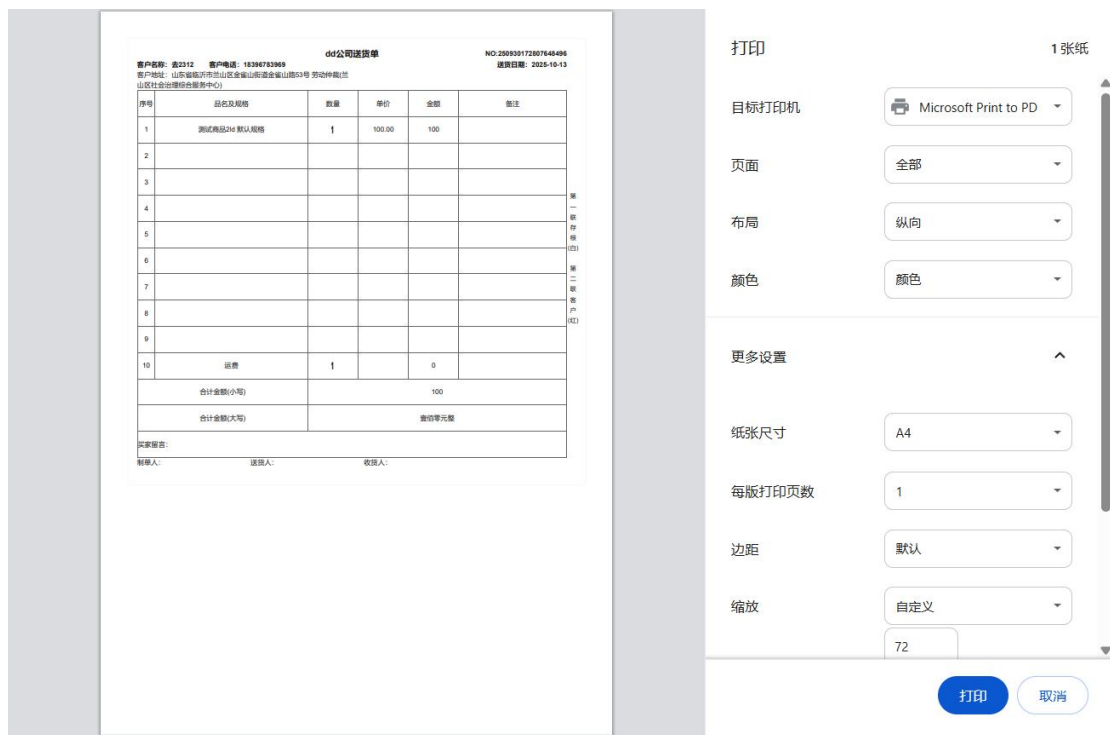 dd公司送货单
NO:250930172807648496
客户名称：去2312 客户电话：18396783969
送货日期：2025-10-13
客户地址：山东省临沂市兰山区金雀山街道金雀山路53号 劳动仲裁(兰
山区社会治理综合服务中心)
序号 品名及规格 数量 单价 金额 备注
1 测试商品2ld 默认规格 1 100.00 100
2
3
4
5
6
7
8
9
10 运费 1 0
合计金额(小写) 100
合计金额(大写) 壹佰零元整
买家留言:
制单人: 送货人: 收货人:
第一联存根(白) 第二联客户(红)
打印 1 张纸
目标打印机 Microsoft Print to PD
页面 全部
布局 纵向
颜色 颜色
更多设置
纸张尺寸 A4
每版打印页数 1
边距 默认
缩放 自定义
72
打印 取消